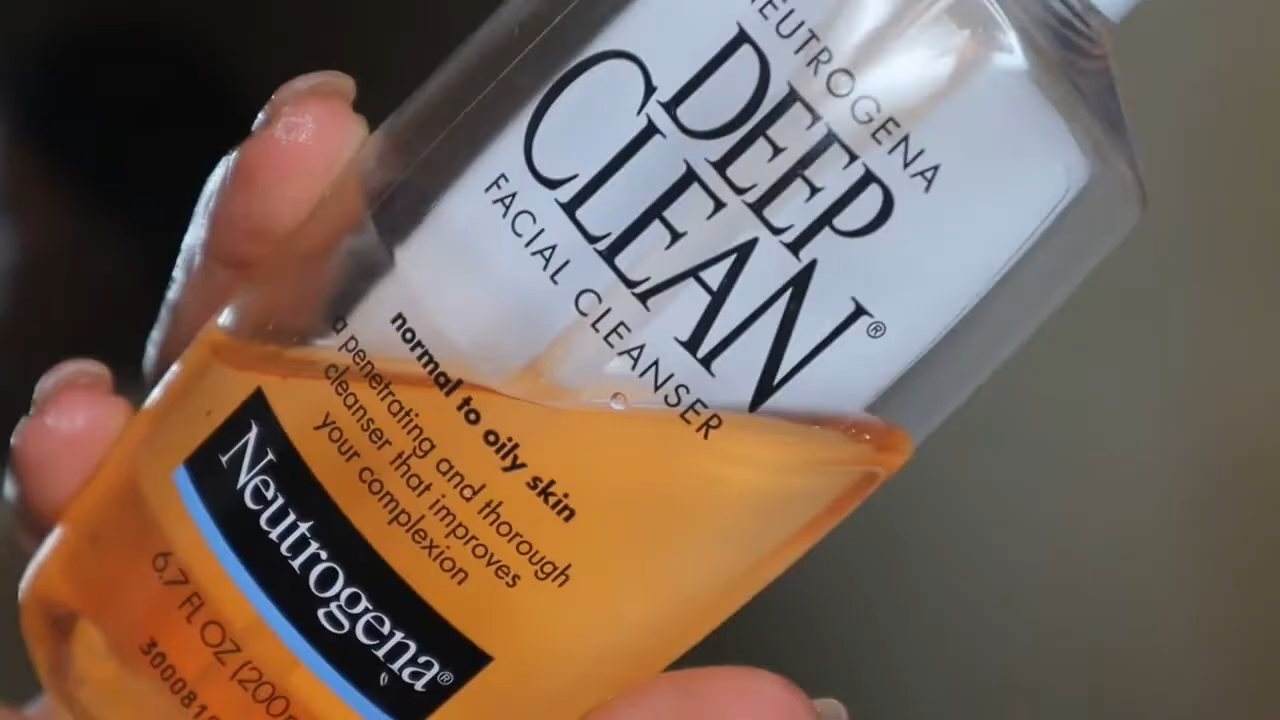 NEUTROGENA
DEEP
CLEAN®
FACIAL CLEANSER
normal to oily skin
a penetrating and thorough
cleanser that improves
your complexion
Neutrogena®
6.7 FL OZ (200